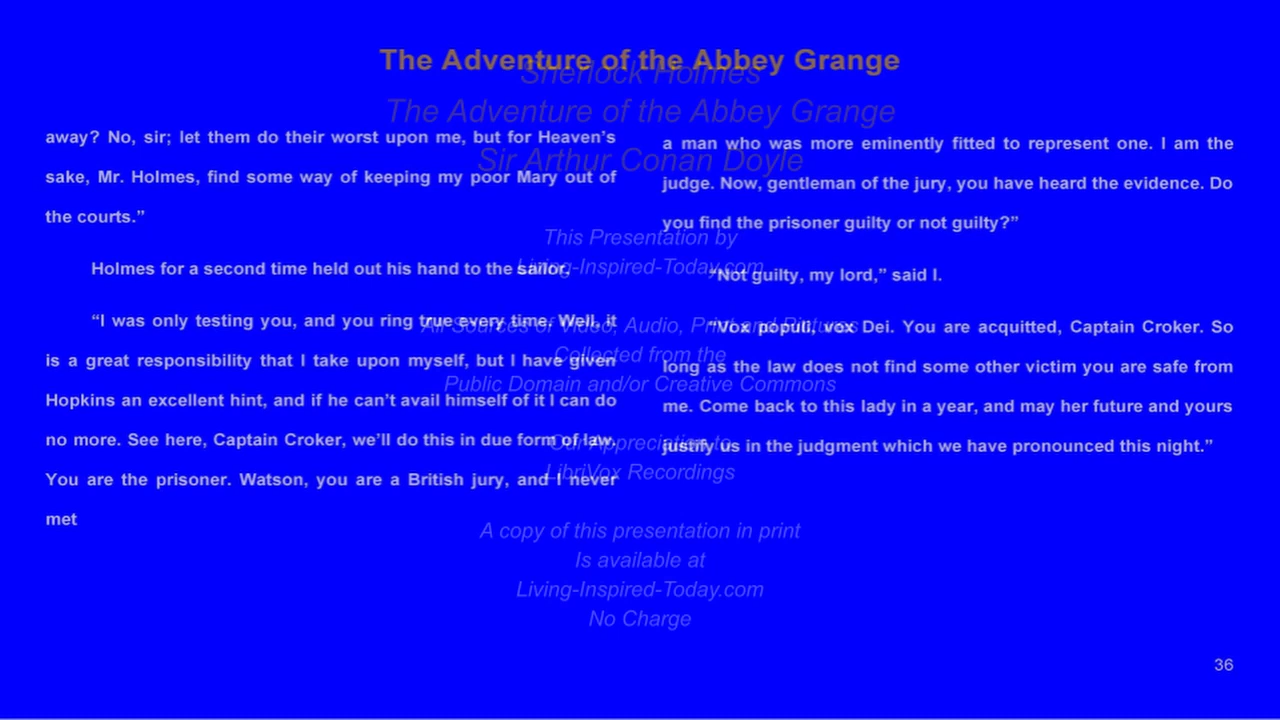 The Adventure of the Abbey Grange
away? No, sir; let them do their worst upon me, but for Heaven’s
sake, Mr. Holmes, find some way of keeping my poor Mary out of
the courts.”
Holmes for a second time held out his hand to the sailor.
“I was only testing you, and you ring true every time. Well, it
is a great responsibility that I take upon myself, but I have given
Hopkins an excellent hint, and if he can’t avail himself of it I can do
no more. See here, Captain Croker, we’ll do this in due form of law.
You are the prisoner. Watson, you are a British jury, and I never
met
a man who was more eminently fitted to represent one. I am the
judge. Now, gentleman of the jury, you have heard the evidence. Do
you find the prisoner guilty or not guilty?”
“Not guilty, my lord,” said I.
“Vox populi, vox Dei. You are acquitted, Captain Croker. So
long as the law does not find some other victim you are safe from
me. Come back to this lady in a year, and may her future and yours
justify us in the judgment which we have pronounced this night.”
Sherlock Holmes
The Adventure of the Abbey Grange
Sir Arthur Conan Doyle
This Presentation by
Living-Inspired-Today.com
All Sources of Video, Audio, Print and Pictures
Collected from the
Public Domain and/or Creative Commons
Our Appreciation to
LibriVox Recordings
A copy of this presentation in print
Is available at
Living-Inspired-Today.com
No Charge
36